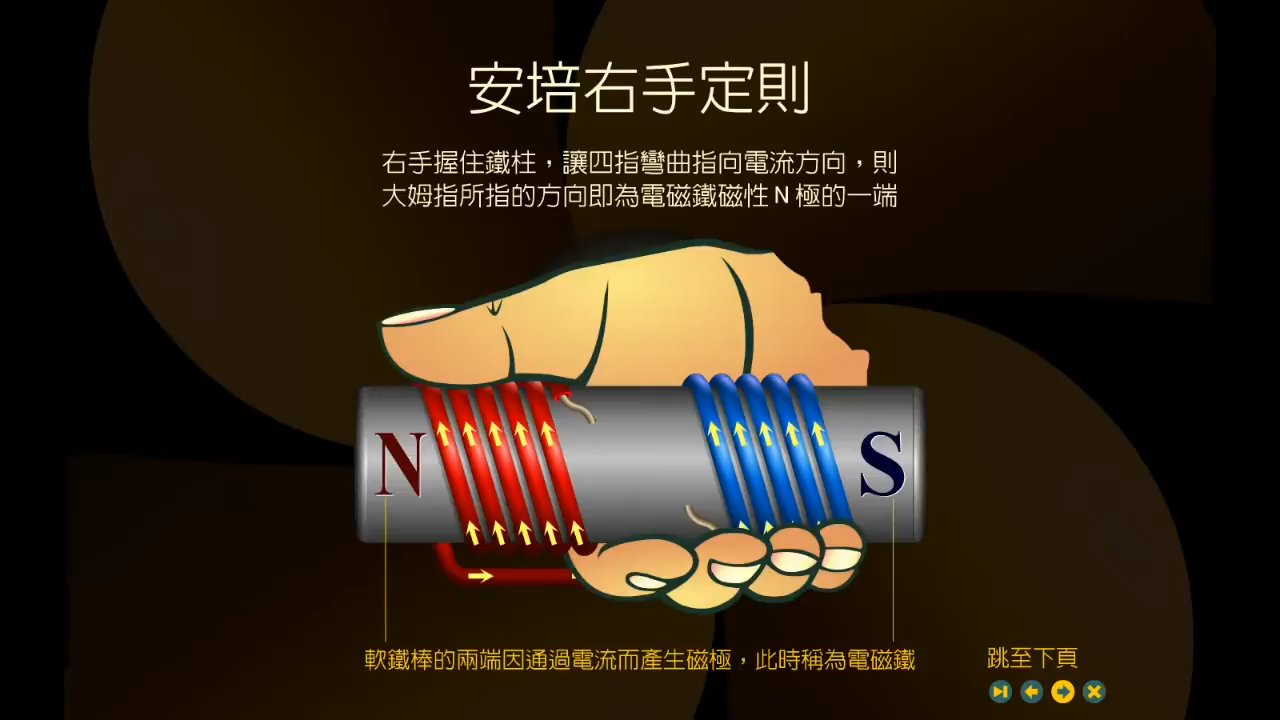 安培右手定則
右手握住鐵柱，讓四指彎曲指向電流方向，則
大姆指所指的方向即為電磁鐵磁性N極的一端
N
S
軟鐵棒的兩端因通過電流而產生磁極，此時稱為電磁鐵
跳至下頁